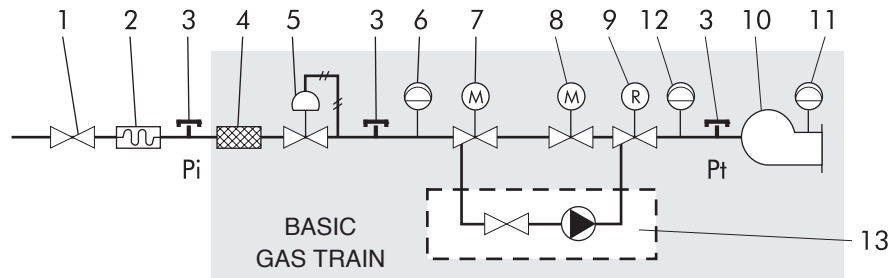 1 2 3 4 5 3 6 7 8 9 12 3 10 11
M M R
Pi Pt
BASIC
GAS TRAIN
13